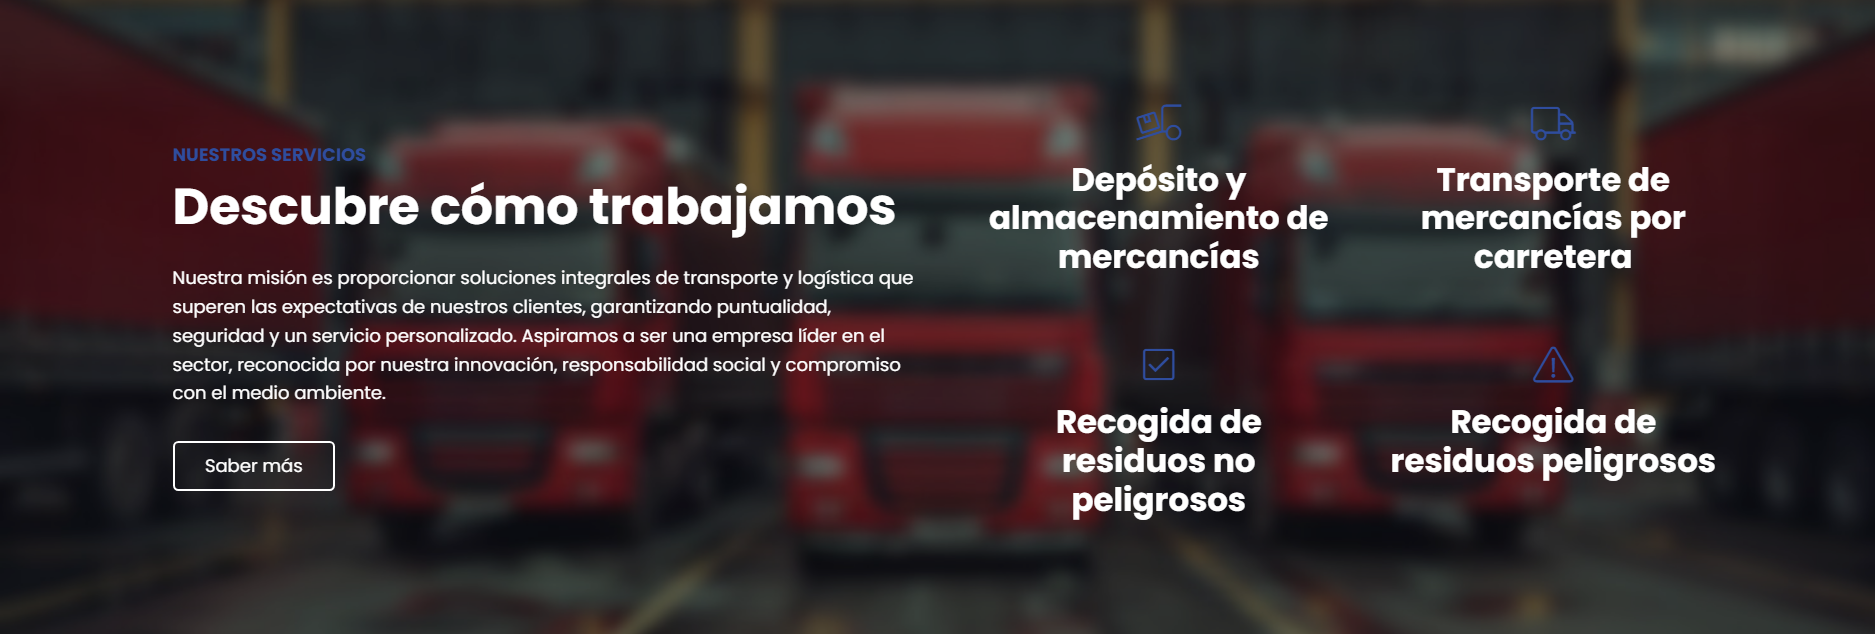 NUESTROS SERVICIOS
Descubre cómo trabajamos
Nuestra misión es proporcionar soluciones integrales de transporte y logística que
superen las expectativas de nuestros clientes, garantizando puntualidad,
seguridad y un servicio personalizado. Aspiramos a ser una empresa líder en el
sector, reconocida por nuestra innovación, responsabilidad social y compromiso
con el medio ambiente.
Saber más
Depósito y
almacenamiento de
mercancías
Transporte de
mercancías por
carretera
Recogida de
residuos no
peligrosos
Recogida de
residuos peligrosos